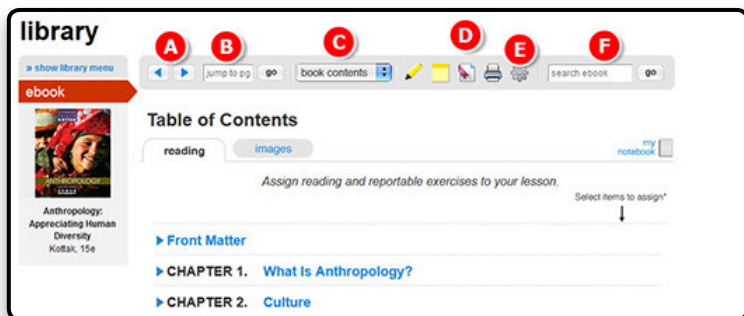 library
A B C D E F
» show library menu
jump to pg go book contents search ebook go
ebook
Table of Contents
reading images my notebook
Assign reading and reportable exercises to your lesson.
Select items to assign*
ANTHROPOLOGY
Anthropology:
Appreciating Human
Diversity
Kottak, 15e
Front Matter
CHAPTER 1. What Is Anthropology?
CHAPTER 2. Culture